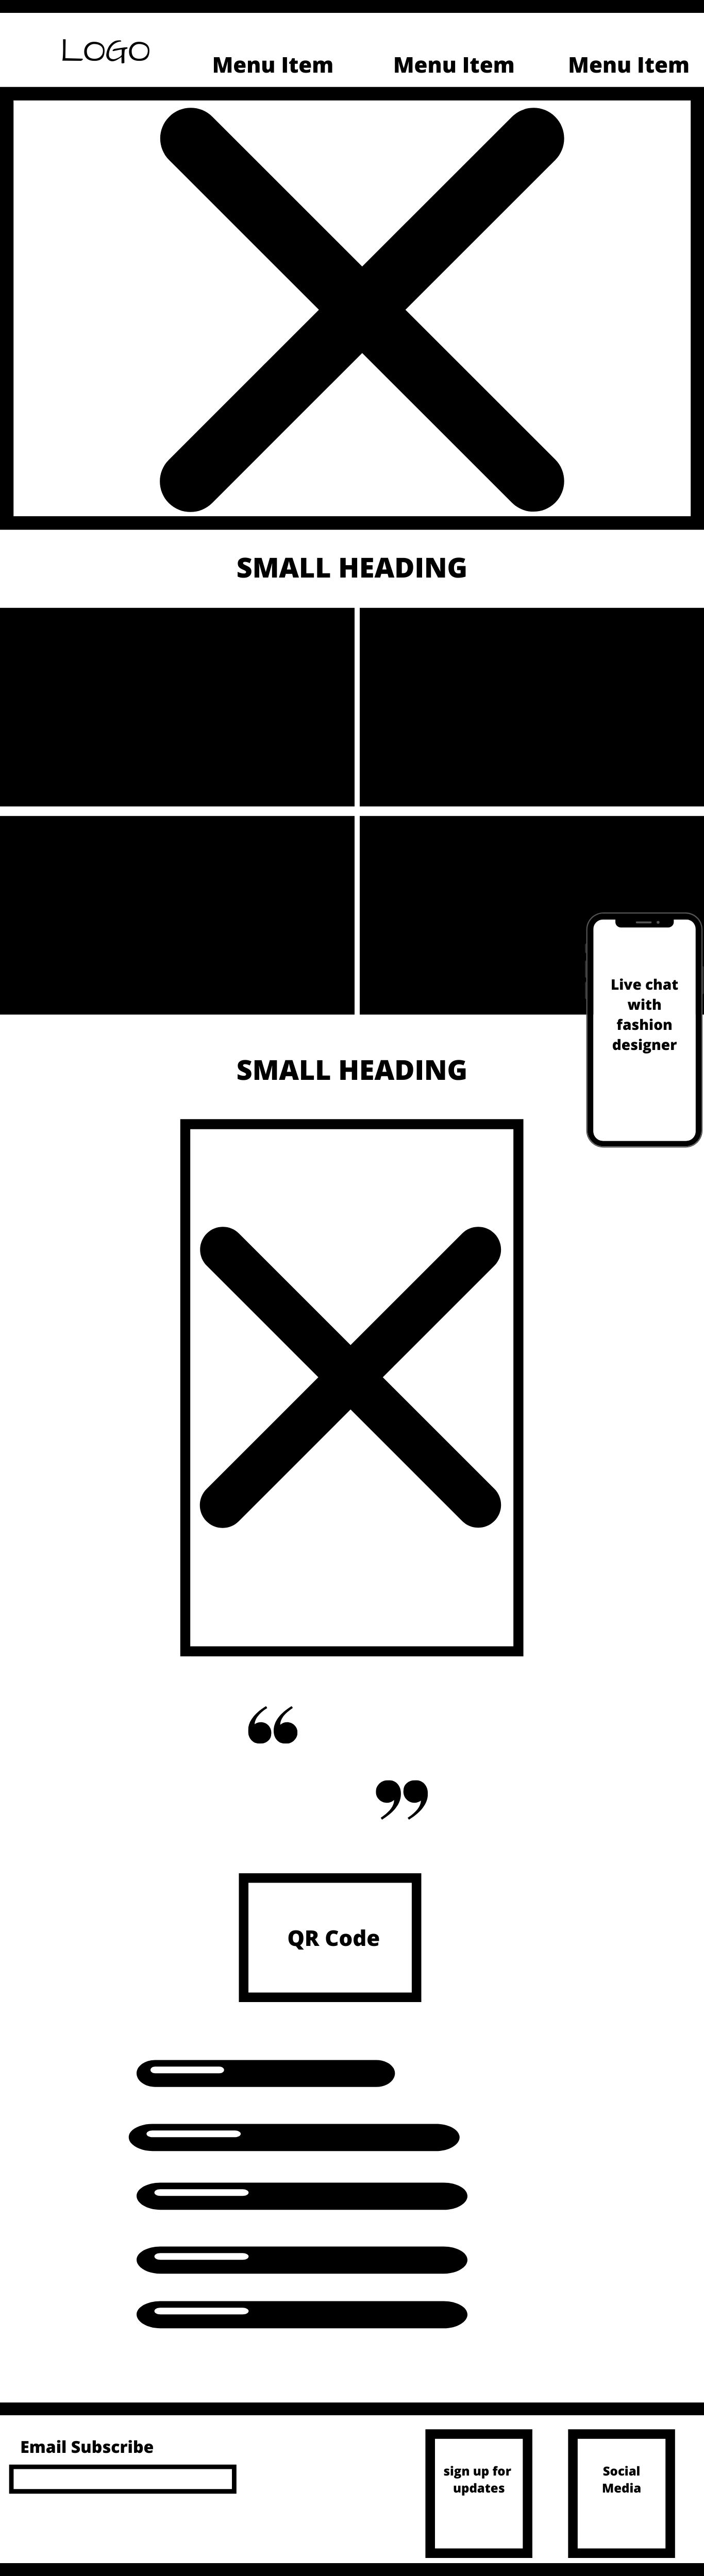 LOGO
Menu Item Menu Item Menu Item
SMALL HEADING
Live chat
with
fashion
designer
SMALL HEADING
“
”
QR Code
Email Subscribe
sign up for
updates
Social
Media